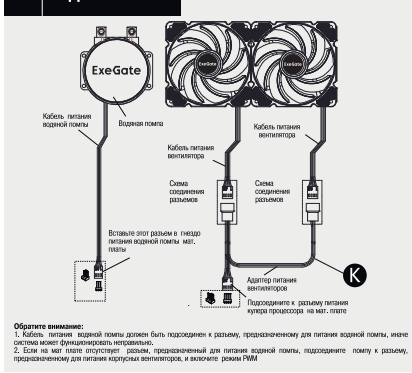 ExeGate
ExeGate
ExeGate
Кабель питания
водяной помпы
Водяная помпа
Кабель питания
вентилятора
Кабель питания
вентилятора
Схема
соединения
разъемов
Схема
соединения
разъемов
Вставьте этот разъем в гнездо
питания водяной помпы мат.
платы
Адаптер питания
вентиляторов
K
Подсоедините к разъему питания
кулера процессора на мат. плате
Обратите внимание:
1. Кабель питания водяной помпы должен быть подсоединен к разъему, предназначенному для питания водяной помпы, иначе
система может функционировать неправильно.
2. Если на мат плате отсутствует разъем, предназначенный для питания водяной помпы, подсоедините помпу к разъему,
предназначенному для питания корпусных вентиляторов, и включите режим PWM